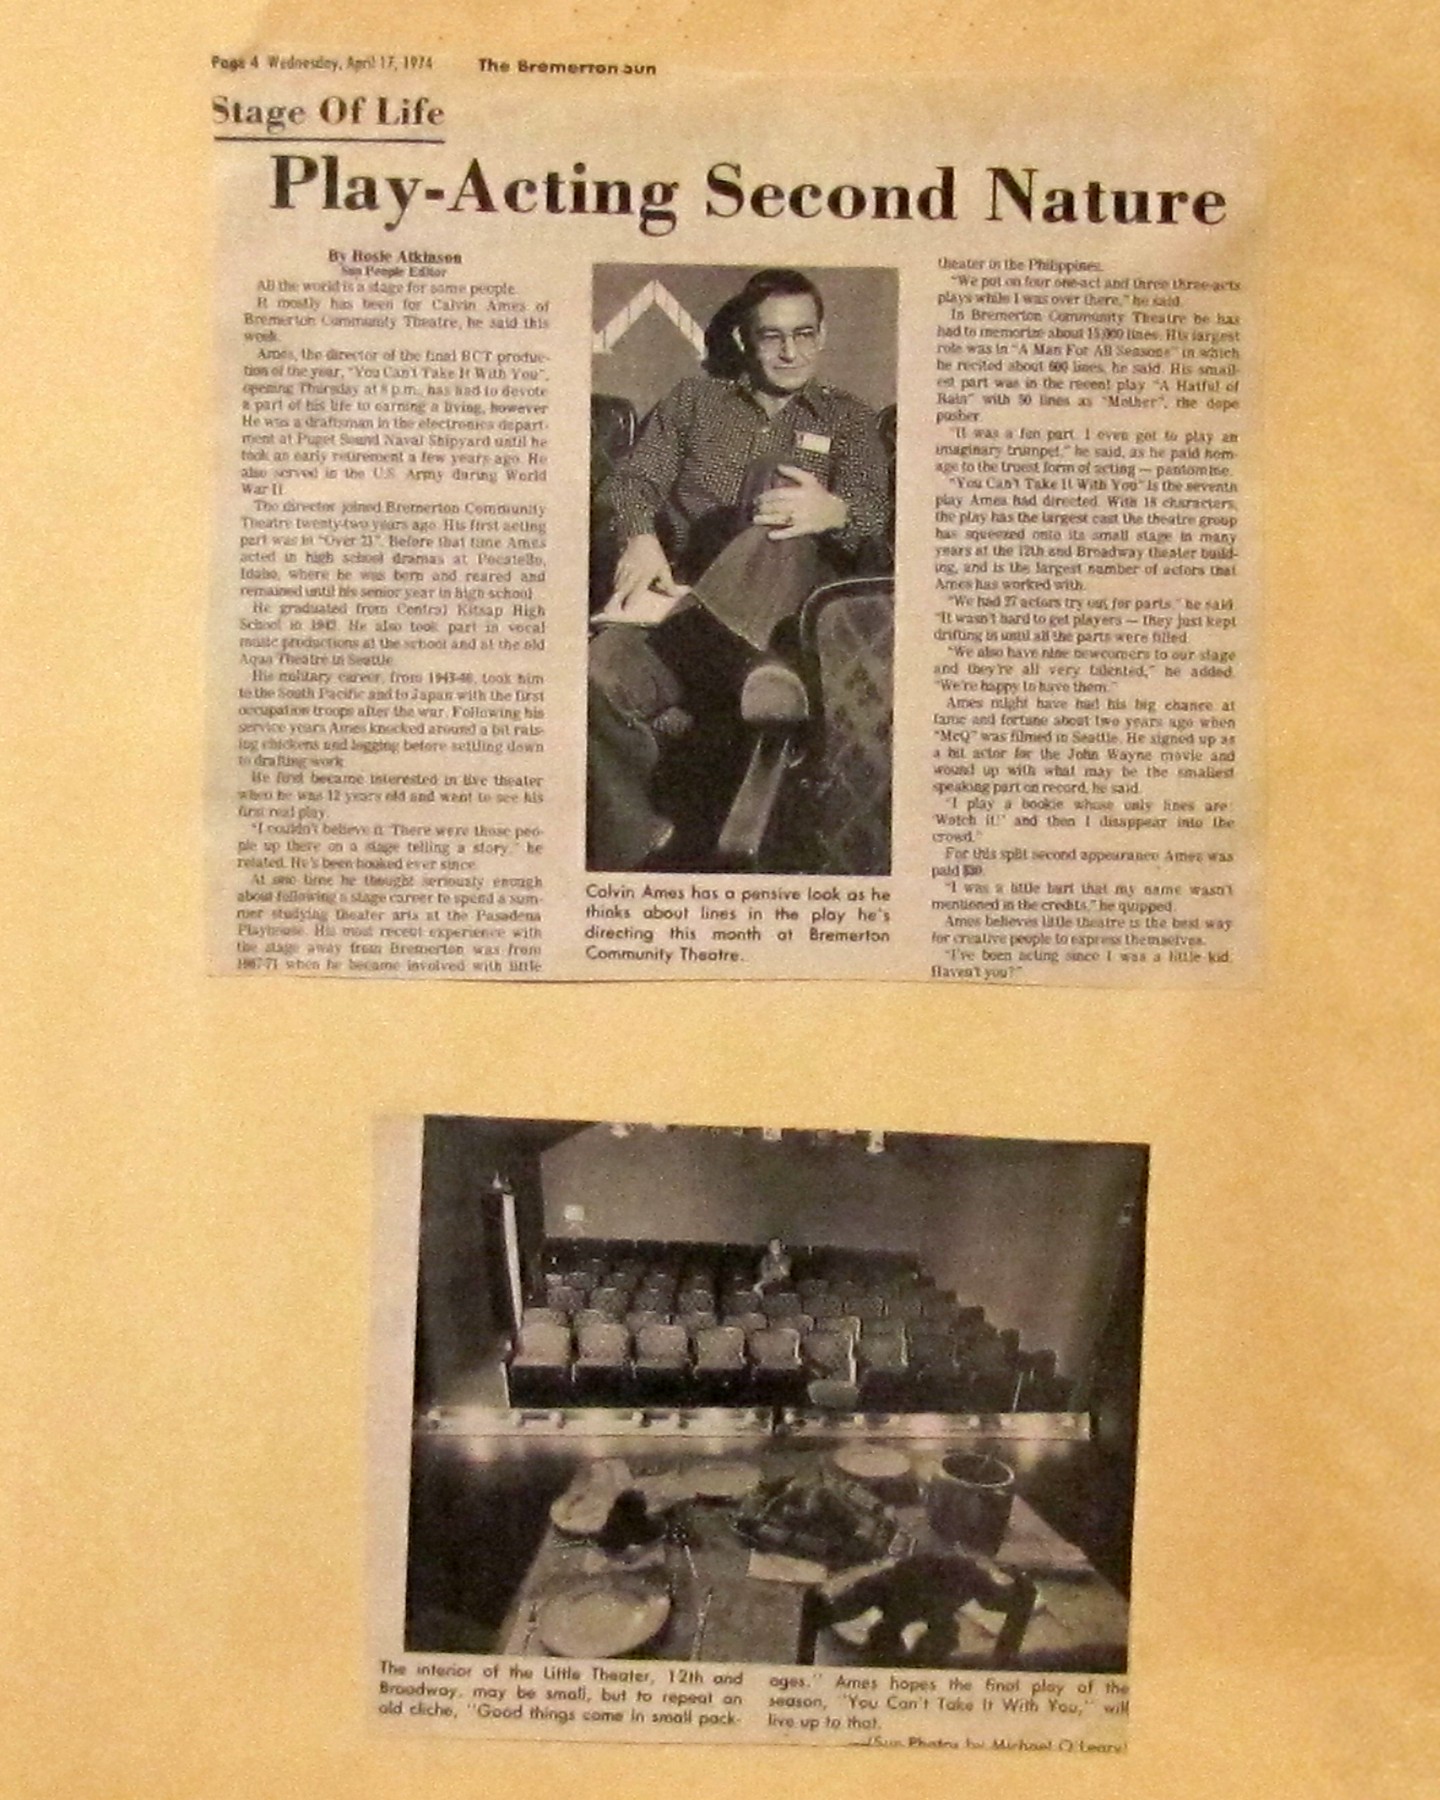 Page 4 Wednesday, April 17, 1974 The Bremerton Sun
Stage Of Life
Play-Acting Second Nature
By Rosie Atkinson
Sun People Editor
All the world is a stage for some people.
It mostly has been for Calvin Ames of
Bremerton Community Theatre, he said this
week.
Ames, the director of the final BCT produc-
tion of the year, "You Can't Take It With You",
opening Thursday at 8 p.m., has had to devote
a part of his life to earning a living, however.
He was a draftsman in the electronics depart-
ment at Puget Sound Naval Shipyard until he
took an early retirement a few years ago. He
also served in the U.S. Army during World
War II.
The director joined Bremerton Community
Theatre twenty-two years ago. His first acting
part was in "Over 21". Before that time Ames
acted in high school dramas at Pocatello,
Idaho, where he was born and reared and
remained until his senior year in high school.
He graduated from Central Kitsap High
School in He also took part in vocal
music productions at the school and at the old
Aqua Theatre in Seattle.
His military career, from 1943-46, took him
to the South Pacific and to Japan with the first
occupation troops after the war. Following his
service years Ames knocked around a bit rais-
ing chickens and logging before settling down
to drafting work.
He first became interested in live theater
when he was 12 years old and went to see his
first real play.
"I couldn't believe it. There were those peo-
ple up there on a stage telling a story," he
related. He's been hooked ever since.
At one time he thought seriously enough
about following a stage career to spend a sum-
mer studying theater arts at the Pasadena
Playhouse. His most recent experience with
the stage away from Bremerton was from
1967-71 when he became involved with little
Calvin Ames has a pensive look as he
thinks about lines in the play he's
directing this month at Bremerton
Community Theatre.
theater in the Philippines.
"We put on four one-act and three three-acts
plays while I was over there," he said.
In Bremerton Community Theatre he has
had to memorize about 15,000 lines. His largest
role was in "A Man For All Seasons" in which
he recited about 600 lines, he said. His small-
est part was in the recent play "A Hatful of
Rain" with 50 lines as "Mother", the dope
pusher.
"It was a fun part. I even got to play an
imaginary trumpet," he said, as he paid hom-
age to the truest form of acting — pantomine.
"You Can't Take It With You" is the seventh
play Ames had directed. With 18 characters,
the play has the largest cast the theatre group
has squeezed onto its small stage in many
years at the 12th and Broadway theater build-
ing, and is the largest number of actors that
Ames has worked with.
"We had 27 actors try out for parts," he said.
"It wasn't hard to get players — they just kept
drifting in until all the parts were filled.
"We also have nine newcomers to our stage
and they're all very talented," he added.
"We're happy to have them."
Ames might have had his big chance at
fame and fortune about two years ago when
"McQ" was filmed in Seattle. He signed up as
a bit actor for the John Wayne movie and
wound up with what may be the smallest
speaking part on record, he said.
"I play a bookie whose only lines are:
'Watch it!' and then I disappear into the
crowd."
For this split second appearance Ames was
paid
"I was a little hurt that my name wasn't
mentioned in the credits," he quipped.
Ames believes little theatre is the best way
for creative people to express themselves.
"I've been acting since I was a little kid.
Haven't you?"
The interior of the Little Theater, 12th and
Broadway, may be small, but to repeat an
old cliche, "Good things come in small pack-
ages." Ames hopes the final play of the
season, "You Can't Take It With You," will
live up to that.
—(Sun Photos by Michael O'Leary)